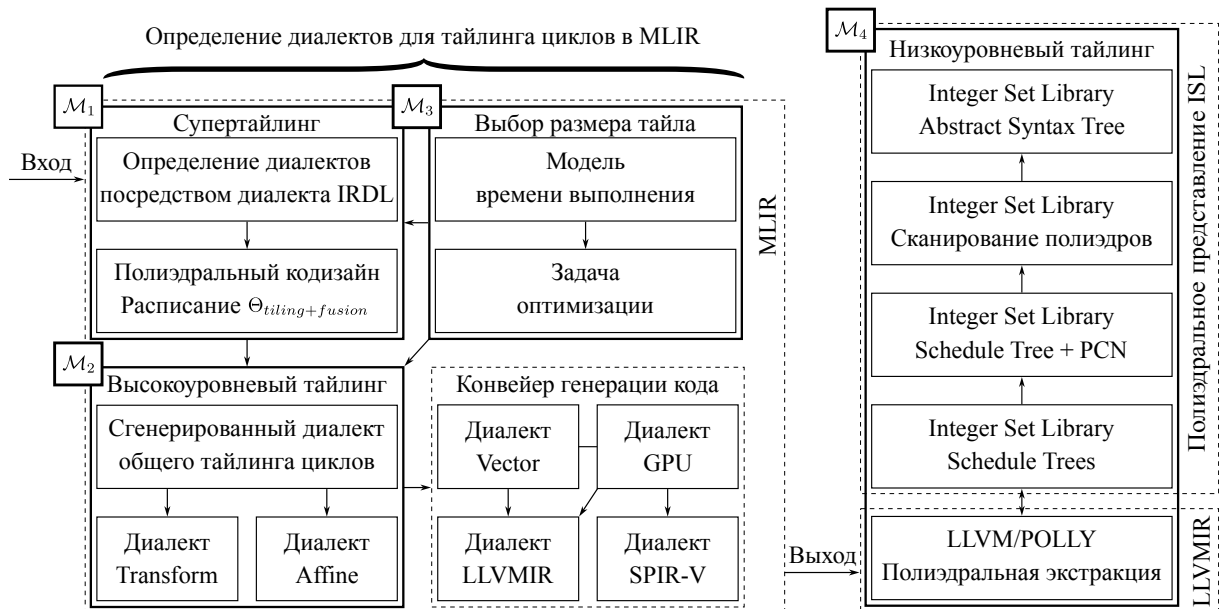 Определение диалектов для тайлинга циклов в MLIR
Вход
M₁
Супертайлинг
Определение диалектов
посредством диалекта IRDL
Полиэдральный кодизайн
Расписание Θtiling+fusion
M₃
Выбор размера тайла
Модель
времени выполнения
Задача
оптимизации
MLIR
M₂
Высокоуровневый тайлинг
Сгенерированный диалект
общего тайлинга циклов
Диалект
Transform
Диалект
Affine
Конвейер генерации кода
Диалект
Vector
Диалект
GPU
Диалект
LLVMIR
Диалект
SPIR-V
Выход
M₄
Низкоуровневый тайлинг
Integer Set Library
Abstract Syntax Tree
Integer Set Library
Сканирование полиэдров
Integer Set Library
Schedule Tree + PCN
Integer Set Library
Schedule Trees
Полиэдральное представление ISL
LLVM/POLLY
Полиэдральная экстракция
LLVMIR